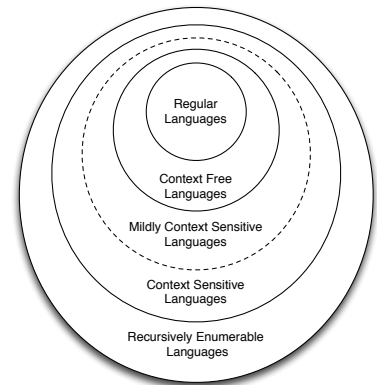 Regular
Languages
Context Free
Languages
Mildly Context Sensitive
Languages
Context Sensitive
Languages
Recursively Enumerable
Languages